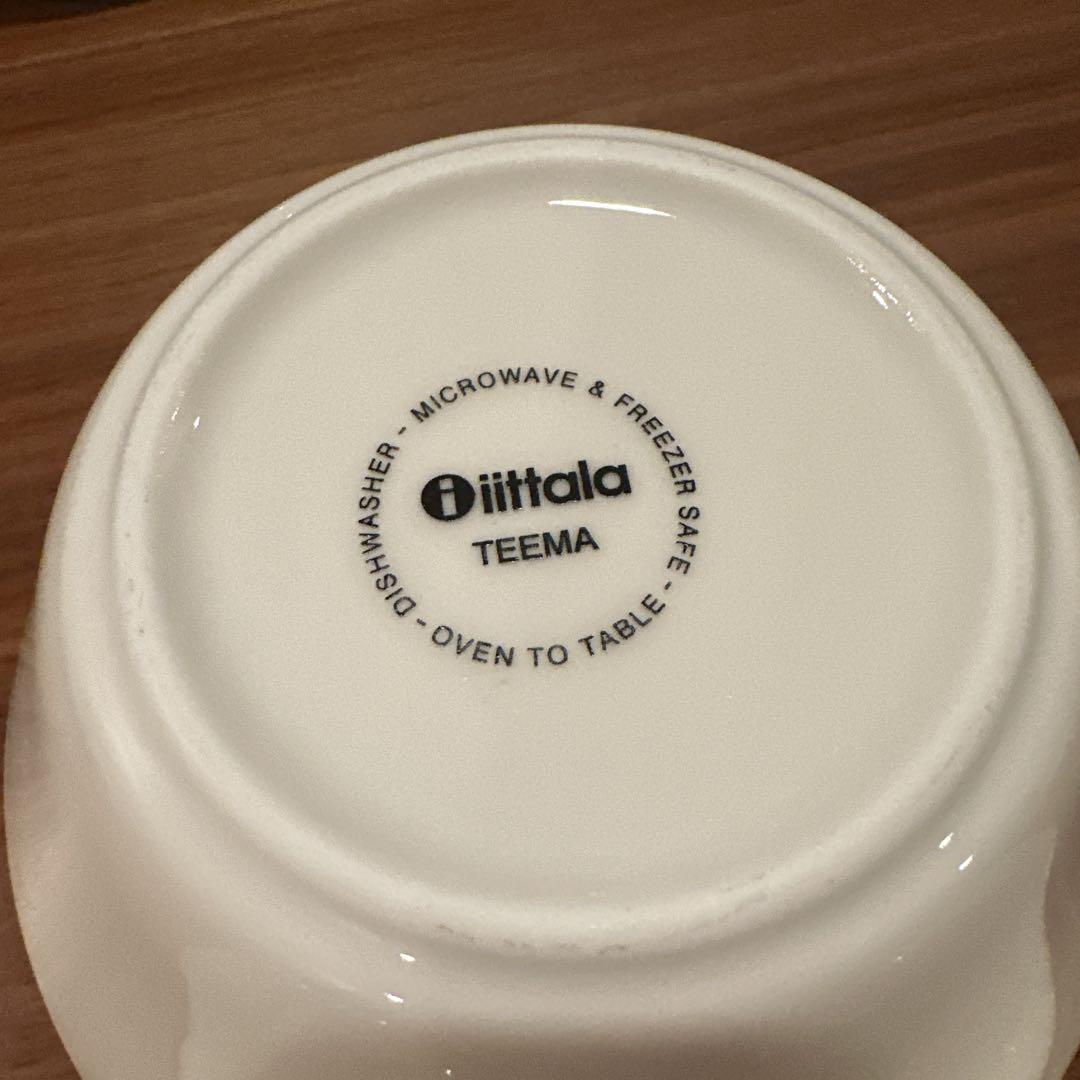 DISHWASHER - MICROWAVE & FREEZER SAFE - OVEN TO TABLE -
i iittala
TEEMA